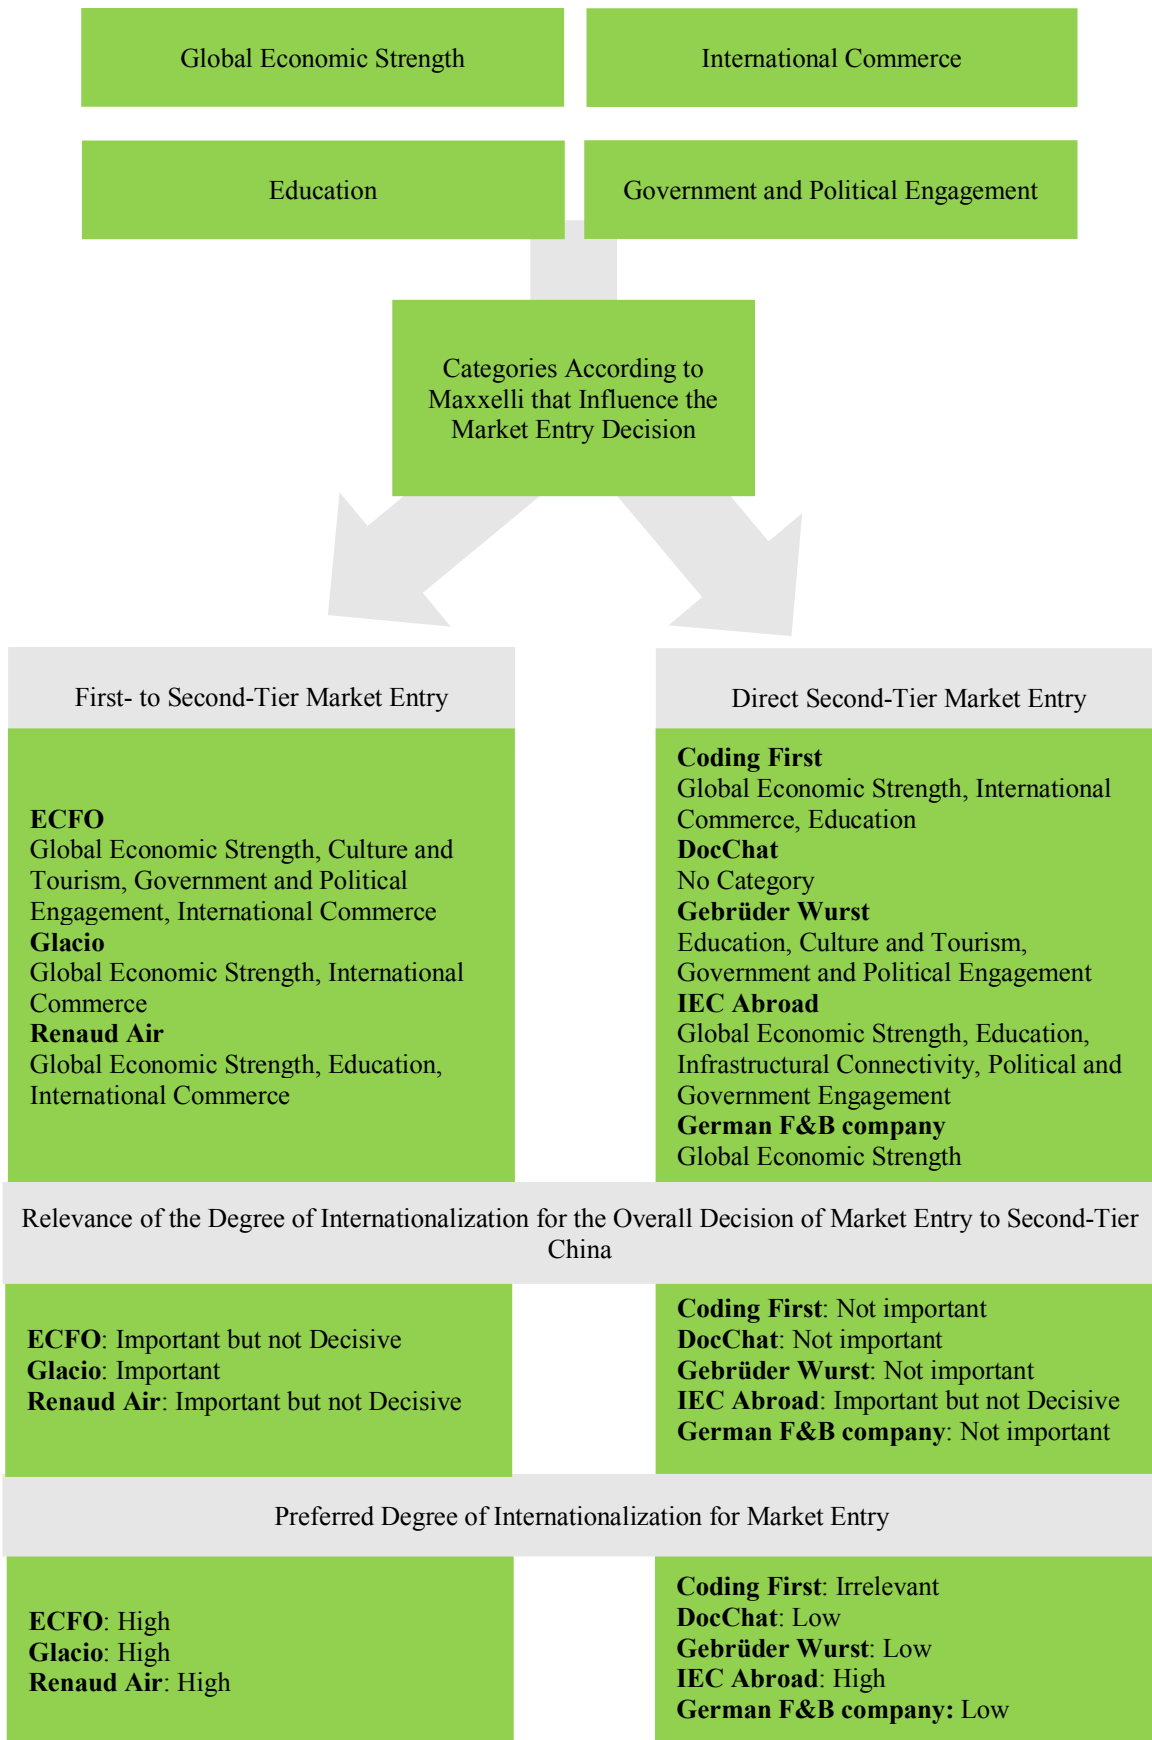 Global Economic Strength
International Commerce
Education
Government and Political Engagement
Categories According to
Maxxelli that Influence the
Market Entry Decision
First- to Second-Tier Market Entry
ECFO
Global Economic Strength, Culture and
Tourism, Government and Political
Engagement, International Commerce
Glacio
Global Economic Strength, International
Commerce
Renaud Air
Global Economic Strength, Education,
International Commerce
Direct Second-Tier Market Entry
Coding First
Global Economic Strength, International
Commerce, Education
DocChat
No Category
Gebrüder Wurst
Education, Culture and Tourism,
Government and Political Engagement
IEC Abroad
Global Economic Strength, Education,
Infrastructural Connectivity, Political and
Government Engagement
German F&B company
Global Economic Strength
Relevance of the Degree of Internationalization for the Overall Decision of Market Entry to Second-Tier
China
ECFO: Important but not Decisive
Glacio: Important
Renaud Air: Important but not Decisive
Coding First: Not important
DocChat: Not important
Gebrüder Wurst: Not important
IEC Abroad: Important but not Decisive
German F&B company: Not important
Preferred Degree of Internationalization for Market Entry
ECFO: High
Glacio: High
Renaud Air: High
Coding First: Irrelevant
DocChat: Low
Gebrüder Wurst: Low
IEC Abroad: High
German F&B company: Low